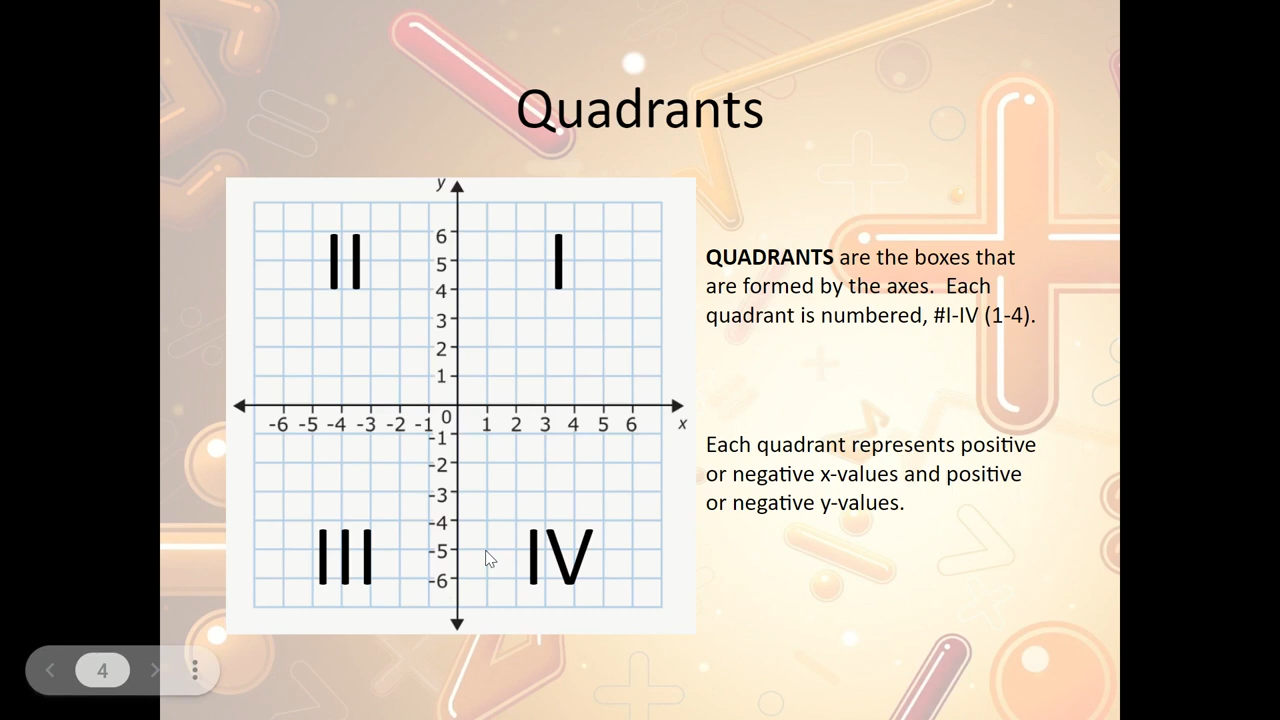 Quadrants
y
II
I
6
5
4
3
2
1
-6 -5 -4 -3 -2 -1 0 1 2 3 4 5 6 x
-1
-2
-3
-4
-5
-6
III
IV
QUADRANTS are the boxes that
are formed by the axes.  Each
quadrant is numbered, #I-IV (1-4).
Each quadrant represents positive
or negative x-values and positive
or negative y-values.
4